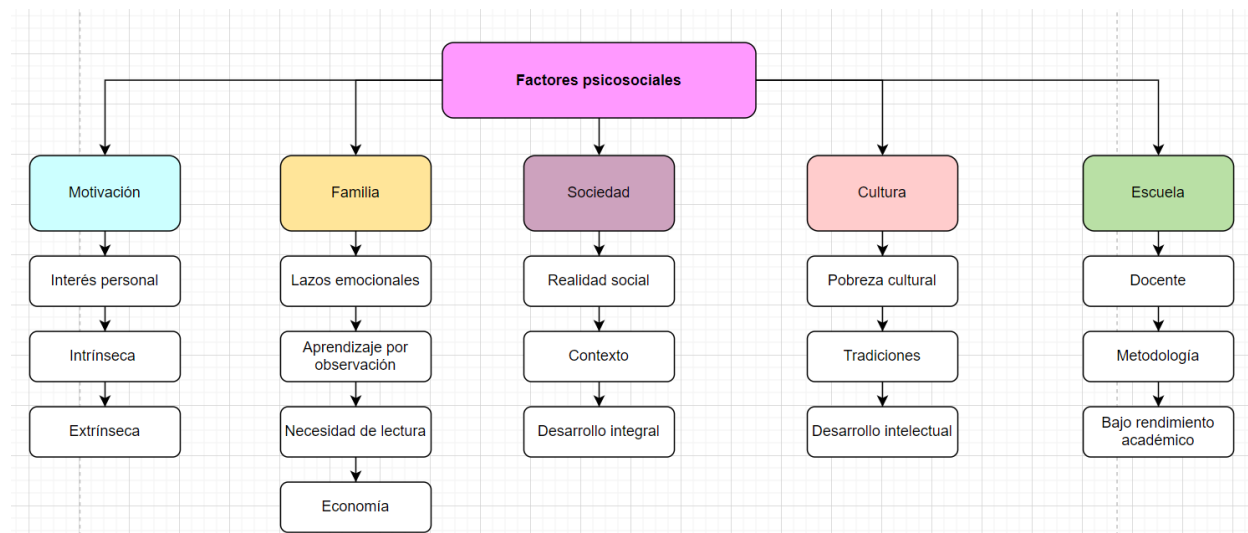 Factores psicosociales
Motivación
Familia
Sociedad
Cultura
Escuela
Interés personal
Lazos emocionales
Realidad social
Pobreza cultural
Docente
Intrínseca
Aprendizaje por
observación
Contexto
Tradiciones
Metodología
Extrínseca
Necesidad de lectura
Desarrollo integral
Desarrollo intelectual
Bajo rendimiento
académico
Economía